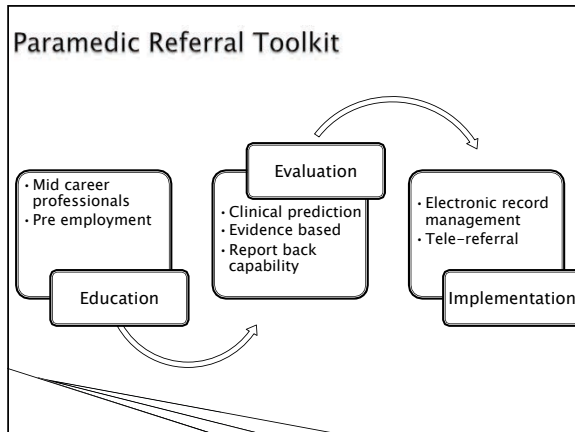 Paramedic Referral Toolkit
• Mid career
professionals
• Pre employment
Education
Evaluation
• Clinical prediction
• Evidence based
• Report back
capability
• Electronic record
management
• Tele-referral
Implementation